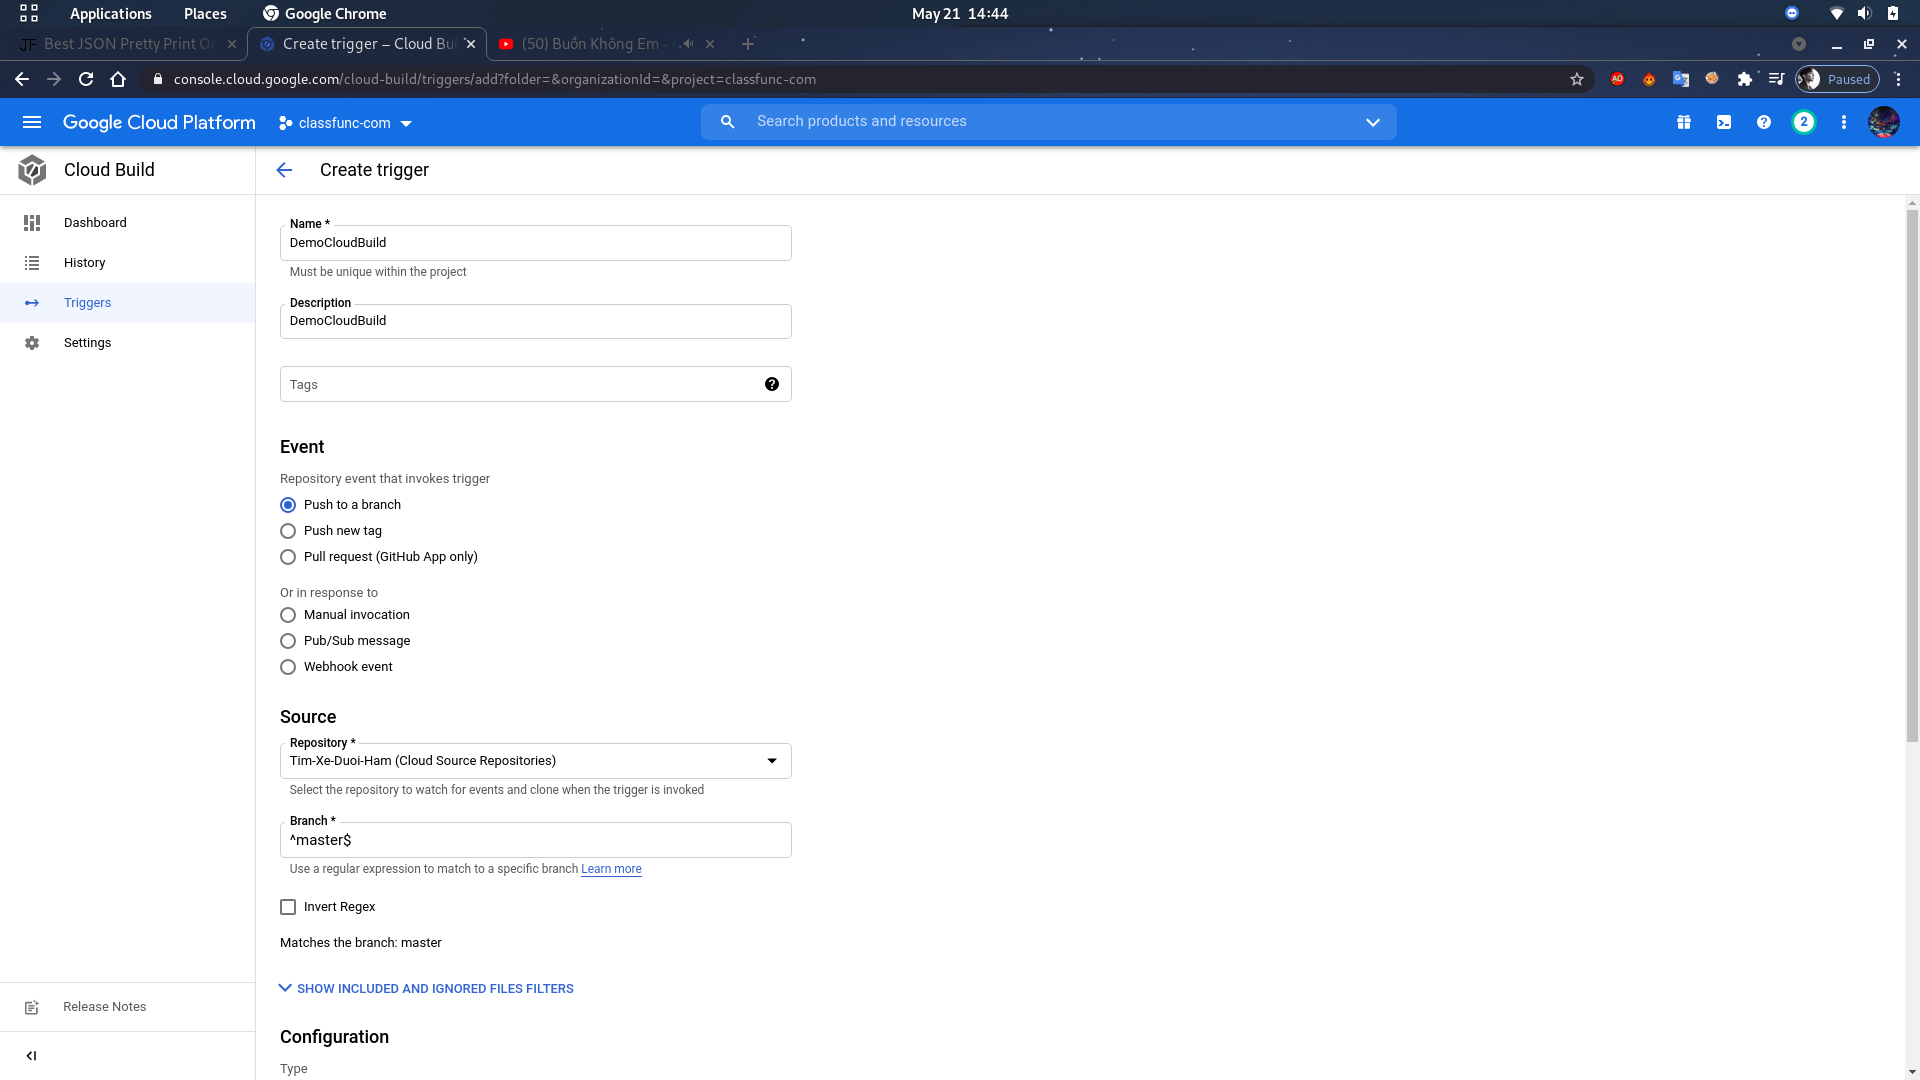 Applications Places Google Chrome May 21 14:44
Best JSON Pretty Print O Create trigger – Cloud Bui (50) Buồn Không Em -
console.cloud.google.com/cloud-build/triggers/add?folder=&organizationId=&project=classfunc-com Paused
Google Cloud Platform classfunc-com Search products and resources 2
Cloud Build
Create trigger
Dashboard
History
Triggers
Settings
Release Notes
Name *
DemoCloudBuild
Must be unique within the project
Description
DemoCloudBuild
Tags
Event
Repository event that invokes trigger
Push to a branch
Push new tag
Pull request (GitHub App only)
Or in response to
Manual invocation
Pub/Sub message
Webhook event
Source
Repository *
Tim-Xe-Duoi-Ham (Cloud Source Repositories)
Select the repository to watch for events and clone when the trigger is invoked
Branch *
^master$
Use a regular expression to match to a specific branch Learn more
Invert Regex
Matches the branch: master
SHOW INCLUDED AND IGNORED FILES FILTERS
Configuration
Type